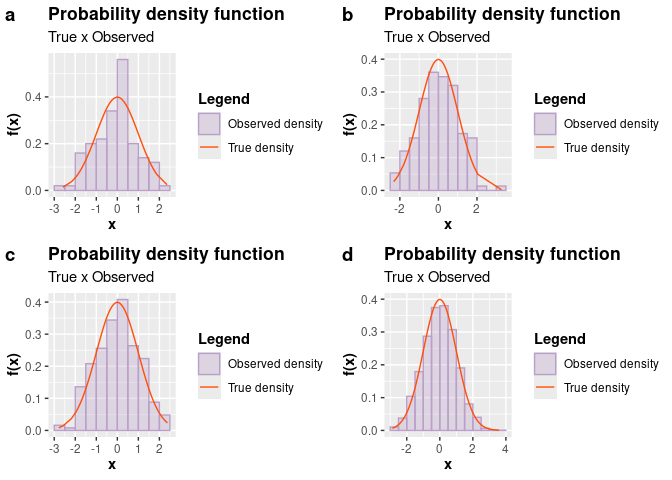 a
Probability density function
True x Observed
f(x)
0.4
0.2
0.0
-3 -2 -1 0 1 2
x
Legend
Observed density
True density
b
Probability density function
True x Observed
f(x)
0.4
0.3
0.2
0.1
0.0
-2 0 2
x
Legend
Observed density
True density
c
Probability density function
True x Observed
f(x)
0.4
0.3
0.2
0.1
0.0
-3 -2 -1 0 1 2
x
Legend
Observed density
True density
d
Probability density function
True x Observed
f(x)
0.4
0.3
0.2
0.1
0.0
-2 0 2 4
x
Legend
Observed density
True density